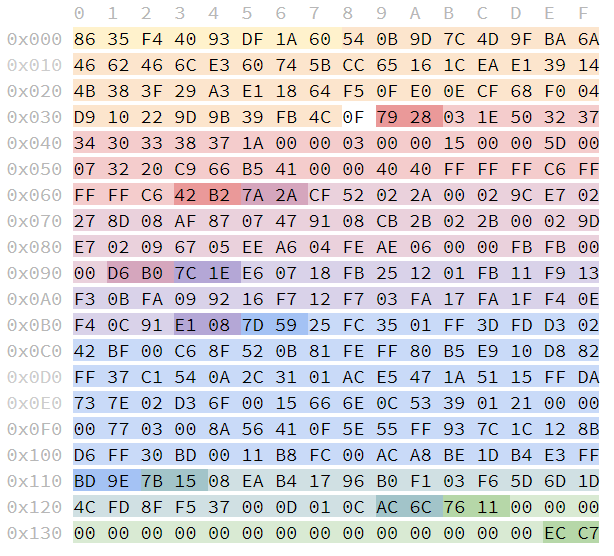 0 1 2 3 4 5 6 7 8 9 A B C D E F
0x000 86 35 F4 40 93 DF 1A 60 54 0B 9D 7C 4D 9F BA 6A
0x010 46 62 46 6C E3 60 74 5B CC 65 16 1C EA E1 39 14
0x020 4B 38 3F 29 A3 E1 18 64 F5 0F E0 0E CF 68 F0 04
0x030 D9 10 22 9D 9B 39 FB 4C 0F 79 28 03 1E 50 32 37
0x040 34 30 33 38 37 1A 00 00 03 00 00 15 00 00 5D 00
0x050 07 32 20 C9 66 B5 41 00 00 40 40 FF FF FF C6 FF
0x060 FF FF C6 42 B2 7A 2A CF 52 02 2A 00 02 9C E7 02
0x070 27 8D 08 AF 87 07 47 91 08 CB 2B 02 2B 00 02 9D
0x080 E7 02 09 67 05 EE A6 04 FE AE 06 00 00 FB FB 00
0x090 00 D6 B0 7C 1E E6 07 18 FB 25 12 01 FB 11 F9 13
0x0A0 F3 0B FA 09 92 16 F7 12 F7 03 FA 17 FA 1F F4 0E
0x0B0 F4 0C 91 E1 08 7D 59 25 FC 35 01 FF 3D FD D3 02
0x0C0 42 BF 00 C6 8F 52 0B 81 FE FF 80 B5 E9 10 D8 82
0x0D0 FF 37 C1 54 0A 2C 31 01 AC E5 47 1A 51 15 FF DA
0x0E0 73 7E 02 D3 6F 00 15 66 6E 0C 53 39 01 21 00 00
0x0F0 00 77 03 00 8A 56 41 0F 5E 55 FF 93 7C 1C 12 8B
0x100 D6 FF 30 BD 00 11 B8 FC 00 AC A8 BE 1D B4 E3 FF
0x110 BD 9E 7B 15 08 EA B4 17 96 B0 F1 03 F6 5D 6D 1D
0x120 4C FD 8F F5 37 00 0D 01 0C AC 6C 76 11 00 00 00
0x130 00 00 00 00 00 00 00 00 00 00 00 00 00 00 EC C7